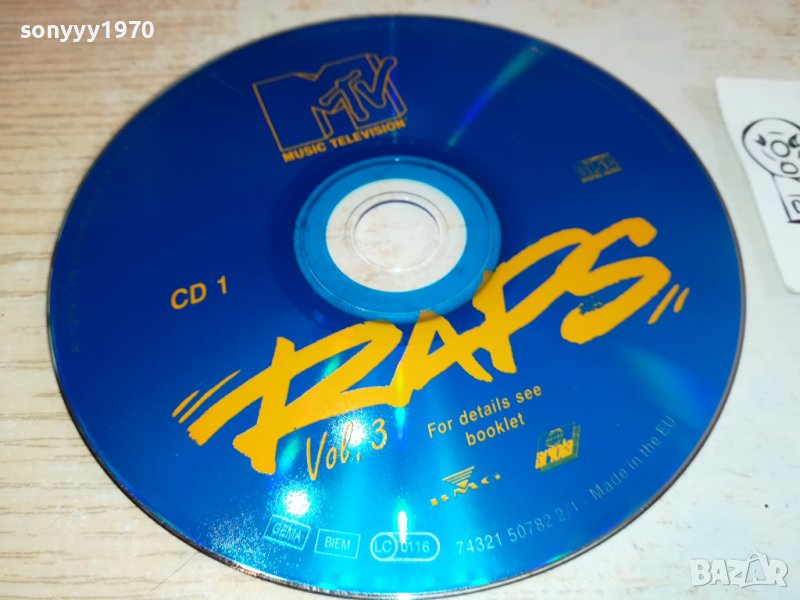 sonyyy1970
MTV
MUSIC TELEVISION
CD 1
RAPS
Vol. 3
For details see
booklet
BMG
GEMA
BIEM
LC 0116
74321 50782 2/1 - Made in the EU
BAZAR